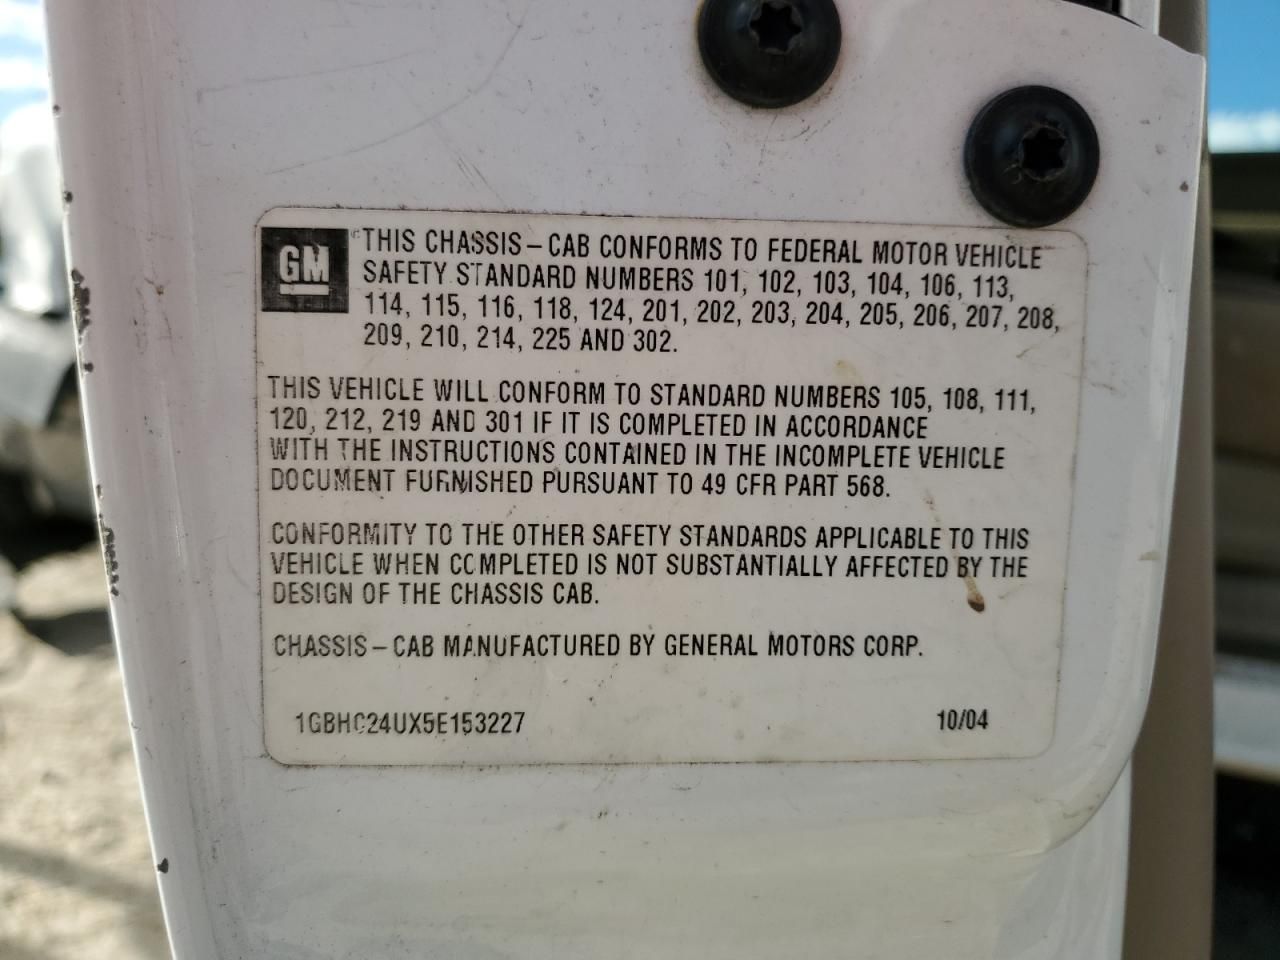 GM
THIS CHASSIS-CAB CONFORMS TO FEDERAL MOTOR VEHICLE
SAFETY STANDARD NUMBERS 101, 102, 103, 104, 106, 113,
114, 115, 116, 118, 124, 201, 202, 203, 204, 205, 206, 207, 208,
209, 210, 214, 225 AND 302.
THIS VEHICLE WILL CONFORM TO STANDARD NUMBERS 105, 108, 111,
120, 212, 219 AND 301 IF IT IS COMPLETED IN ACCORDANCE
WITH THE INSTRUCTIONS CONTAINED IN THE INCOMPLETE VEHICLE
DOCUMENT FURNISHED PURSUANT TO 49 CFR PART 568.
CONFORMITY TO THE OTHER SAFETY STANDARDS APPLICABLE TO THIS
VEHICLE WHEN COMPLETED IS NOT SUBSTANTIALLY AFFECTED BY THE
DESIGN OF THE CHASSIS CAB.
CHASSIS-CAB MANUFACTURED BY GENERAL MOTORS CORP.
1GBHC24UX5E153227 10/04